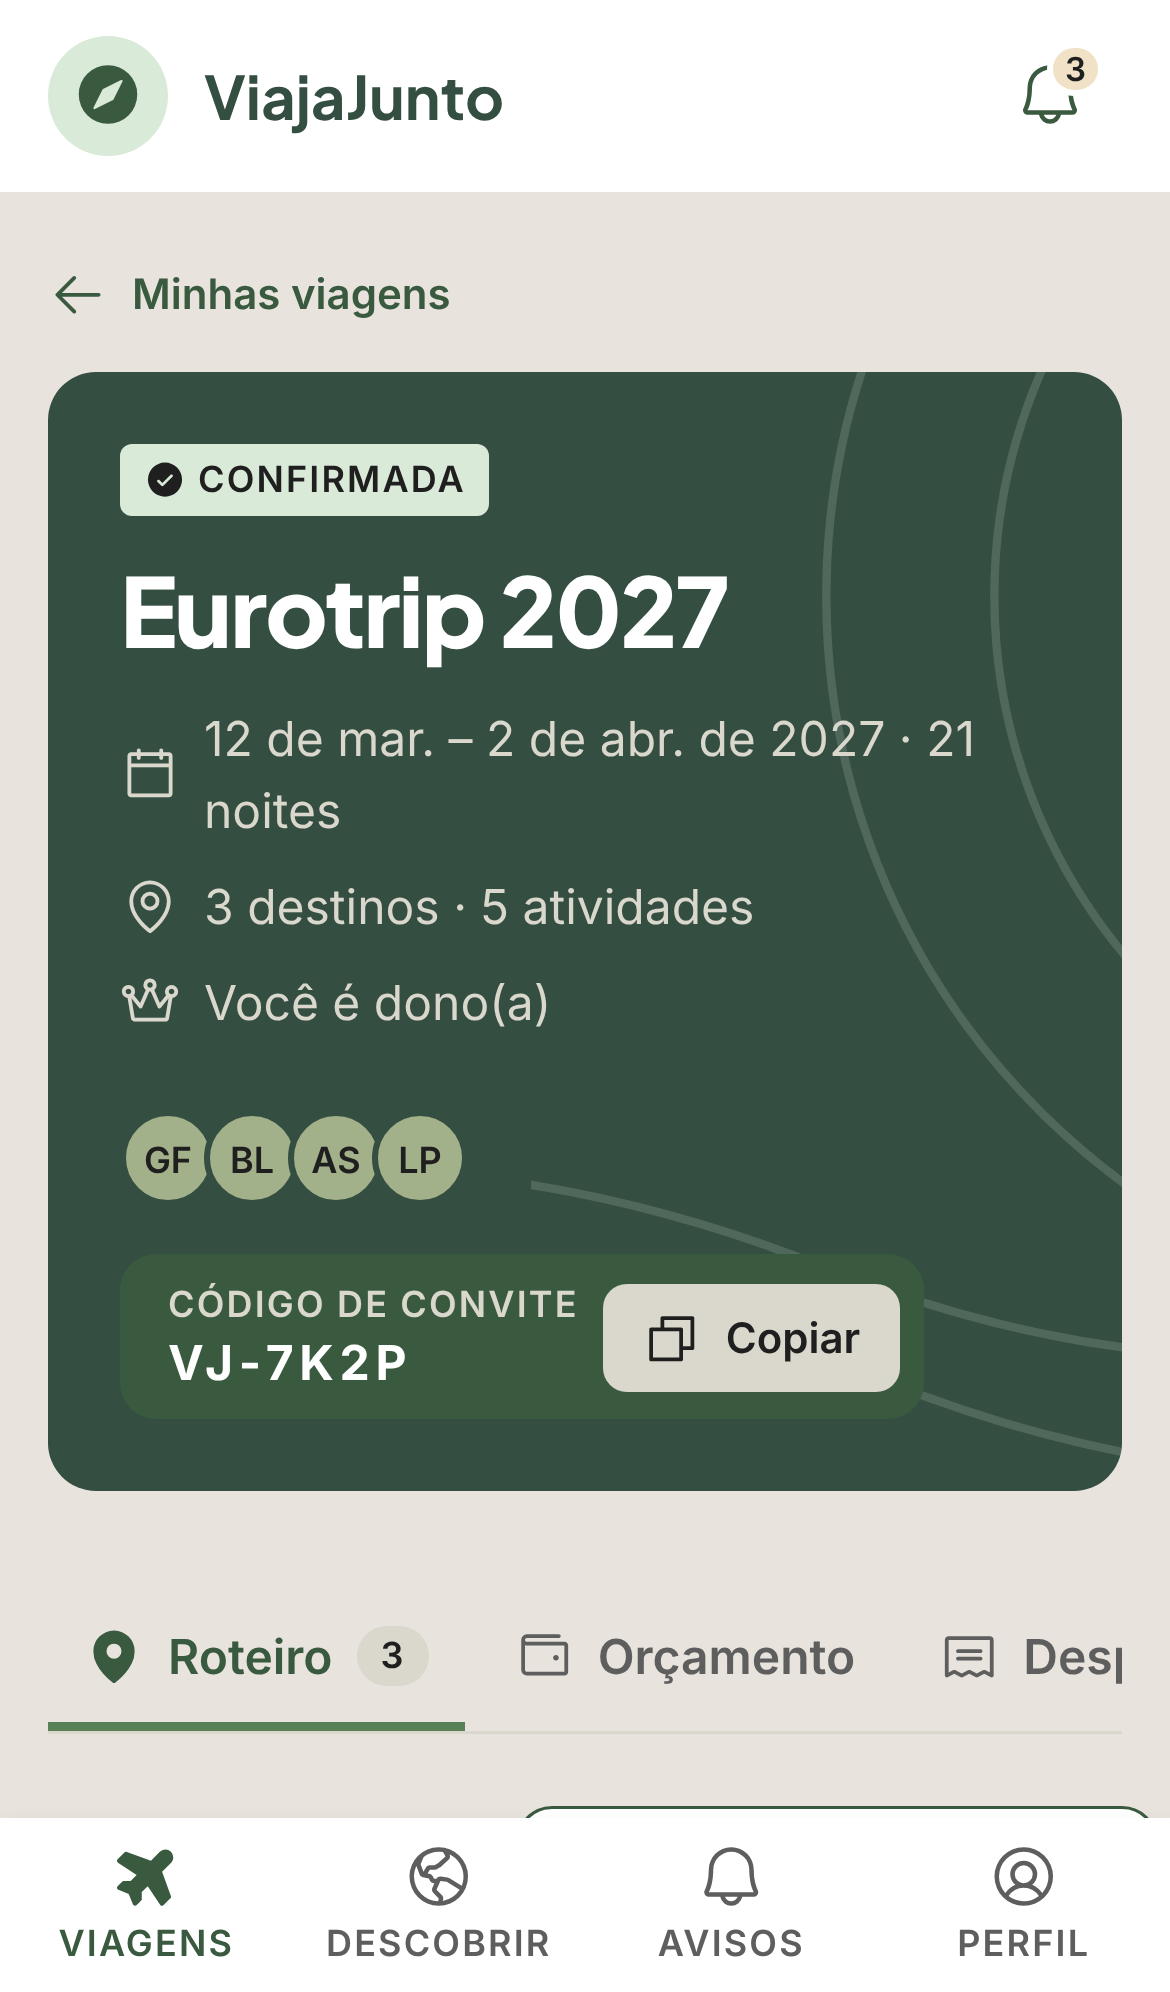 ViajaJunto
3
Minhas viagens
CONFIRMADA
Eurotrip 2027
12 de mar. – 2 de abr. de 2027 · 21
noites
3 destinos · 5 atividades
Você é dono(a)
GF BL AS LP
CÓDIGO DE CONVITE
VJ-7K2P
Copiar
Roteiro 3 Orçamento
VIAGENS DESCOBRIR AVISOS PERFIL